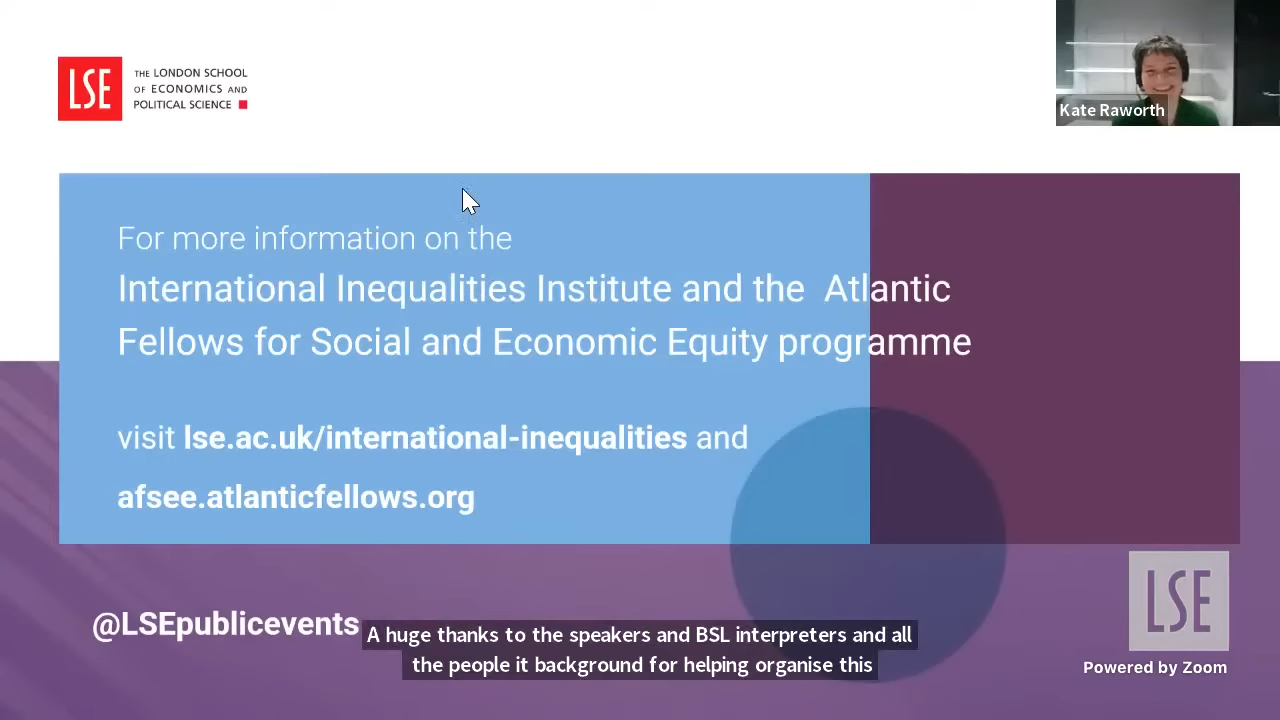 LSE
THE LONDON SCHOOL
OF ECONOMICS AND
POLITICAL SCIENCE
Kate Raworth
For more information on the
International Inequalities Institute and the Atlantic
Fellows for Social and Economic Equity programme
visit lse.ac.uk/international-inequalities and
afsee.atlanticfellows.org
@LSEpublicevents
A huge thanks to the speakers and BSL interpreters and all
the people it background for helping organise this
LSE
Powered by Zoom